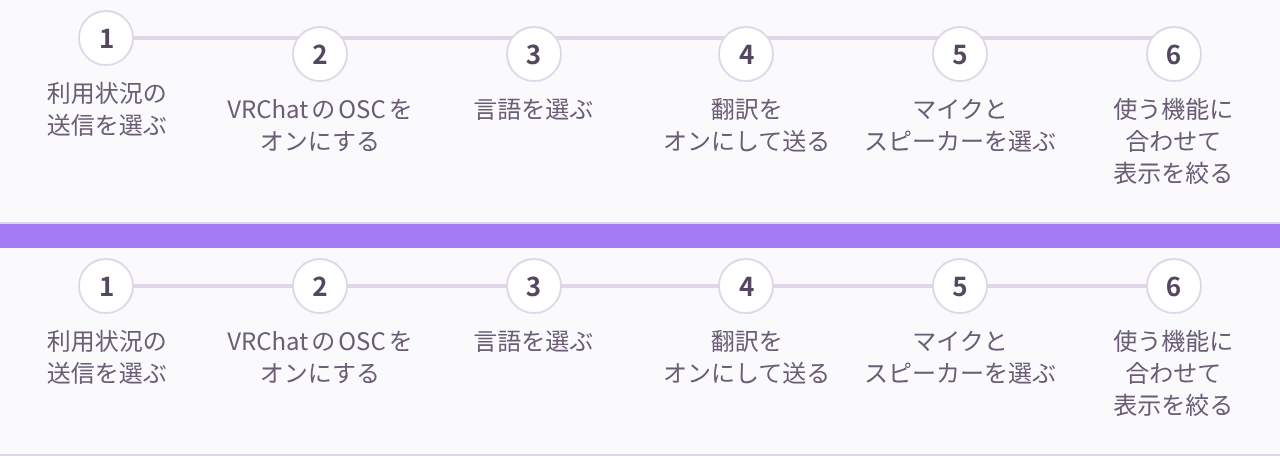 1
利用状況の
送信を選ぶ
2
VRChatのOSCを
オンにする
3
言語を選ぶ
4
翻訳を
オンにして送る
5
マイクと
スピーカーを選ぶ
6
使う機能に
合わせて
表示を絞る
1
利用状況の
送信を選ぶ
2
VRChatのOSCを
オンにする
3
言語を選ぶ
4
翻訳を
オンにして送る
5
マイクと
スピーカーを選ぶ
6
使う機能に
合わせて
表示を絞る